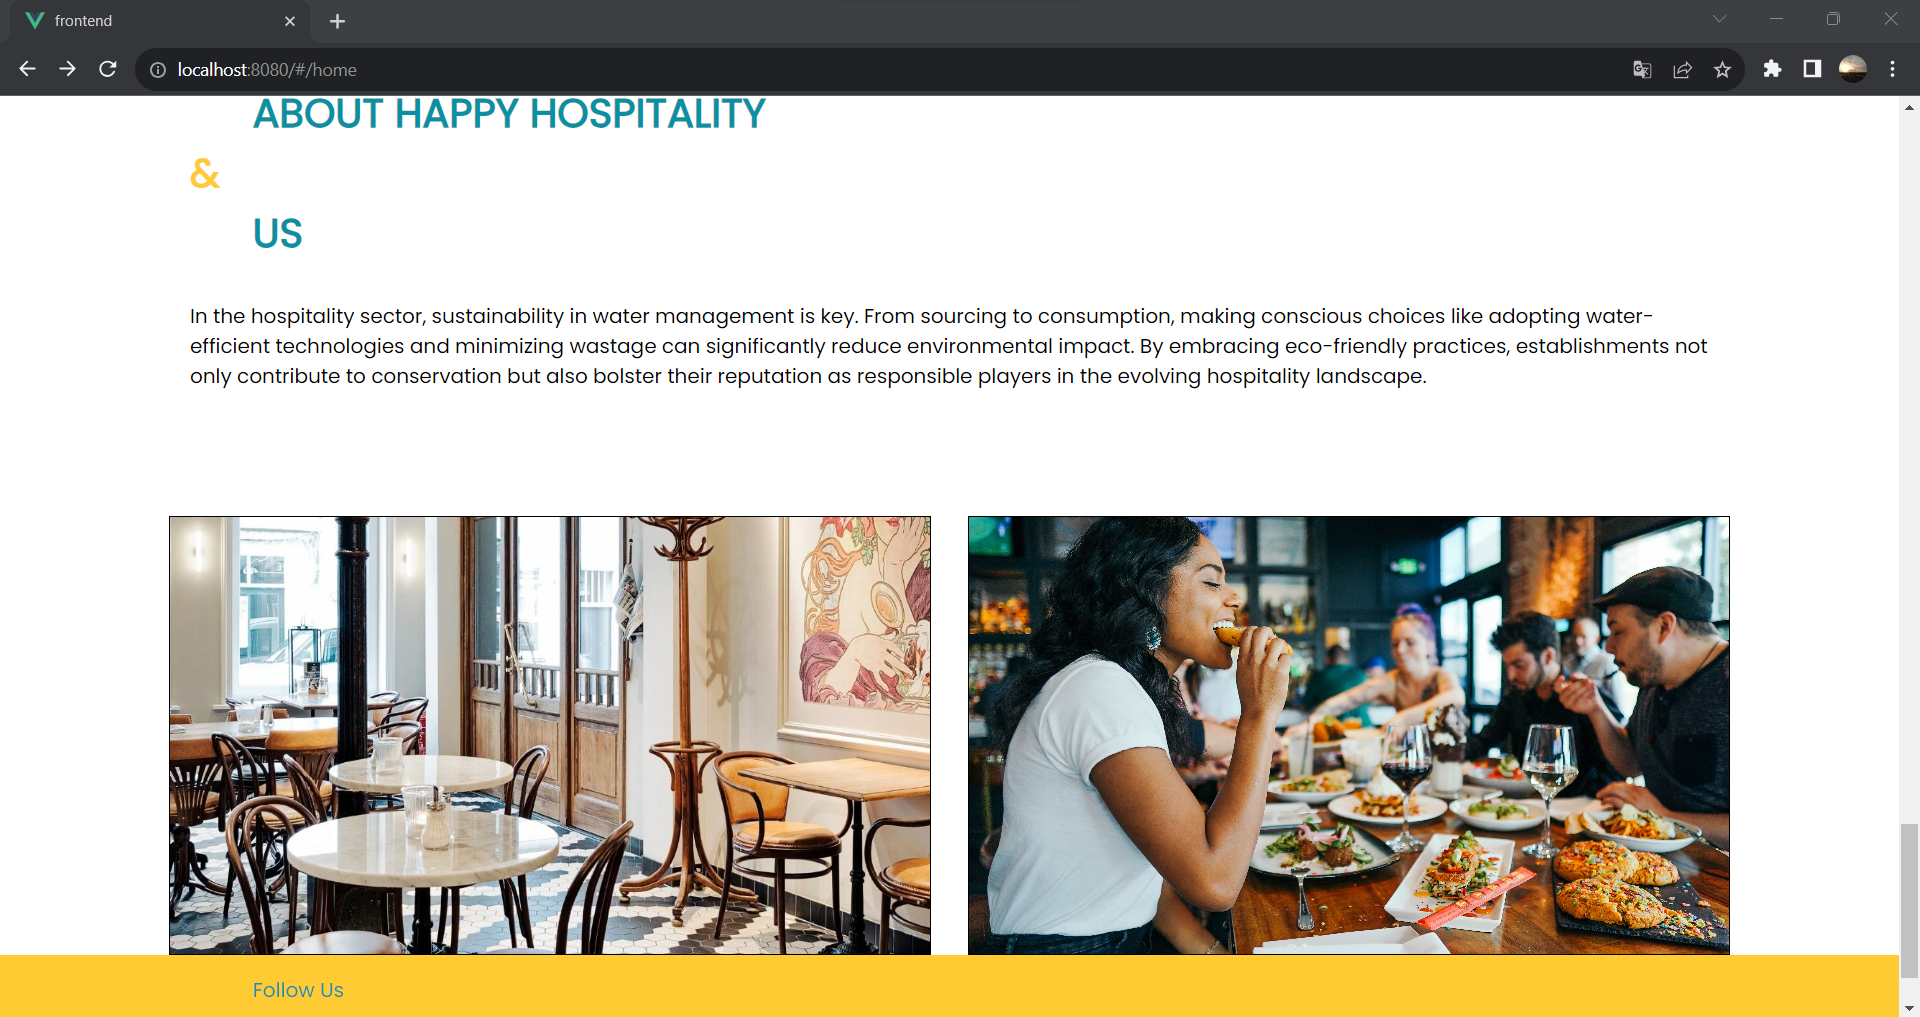 frontend
localhost:8080/#/home
ABOUT HAPPY HOSPITALITY
&
US
In the hospitality sector, sustainability in water management is key. From sourcing to consumption, making conscious choices like adopting water-
efficient technologies and minimizing wastage can significantly reduce environmental impact. By embracing eco-friendly practices, establishments not
only contribute to conservation but also bolster their reputation as responsible players in the evolving hospitality landscape.
Follow Us